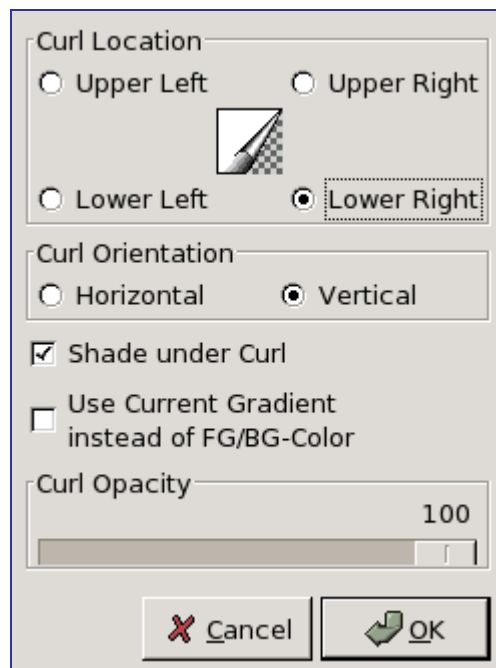 Curl Location
Upper Left Upper Right
Lower Left Lower Right
Curl Orientation
Horizontal Vertical
Shade under Curl
Use Current Gradient
instead of FG/BG-Color
Curl Opacity
100
Cancel OK